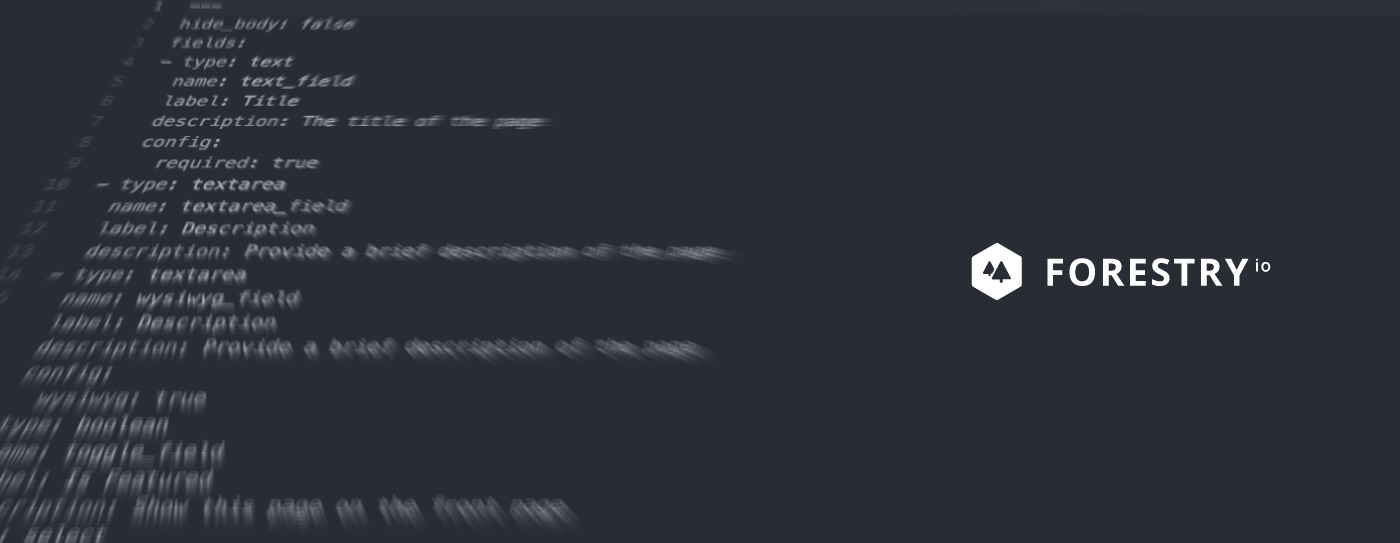 1 ===
2 hide_body: false
3 fields:
4 - type: text
5 name: text_field
6 label: Title
7 description: The title of the page
8 config:
9 required: true
10 - type: textarea
11 name: textarea_field
12 label: Description
13 description: Provide a brief description of the page
14 - type: textarea
name: wysiwyg_field
label: Description
description: Provide a brief description of the page
config:
wysiwyg: true
type: boolean
ame: toggle_field
bel: Is Featured
cription: Show this page on the front page
: select
FORESTRY io